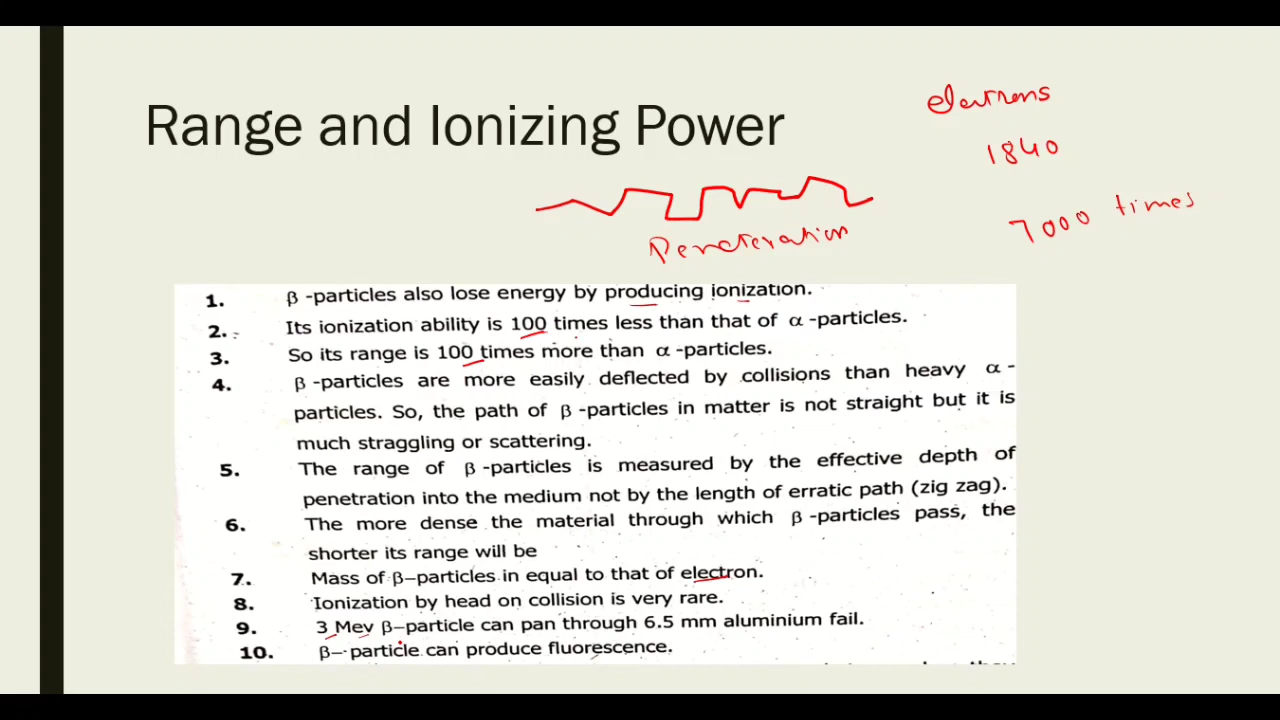 electrons
Range and Ionizing Power
1840
7000 times
Peneteration
1. β -particles also lose energy by producing ionization.
2. Its ionization ability is 100 times less than that of α -particles.
3. So its range is 100 times more than α -particles.
4. β -particles are more easily deflected by collisions than heavy α -
particles. So, the path of β -particles in matter is not straight but it is
much straggling or scattering.
5. The range of β -particles is measured by the effective depth of
penetration into the medium not by the length of erratic path (zig zag).
6. The more dense the material through which β -particles pass, the
shorter its range will be
7. Mass of β–particles in equal to that of electron.
8. Ionization by head on collision is very rare.
9. 3 Mev β–particle can pan through 6.5 mm aluminium fail.
10. β– particle can produce fluorescence.